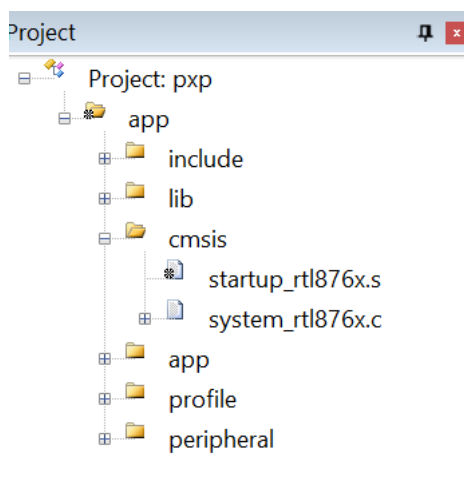 Project
Project: pxp
app
include
lib
cmsis
startup_rtl876x.s
system_rtl876x.c
app
profile
peripheral